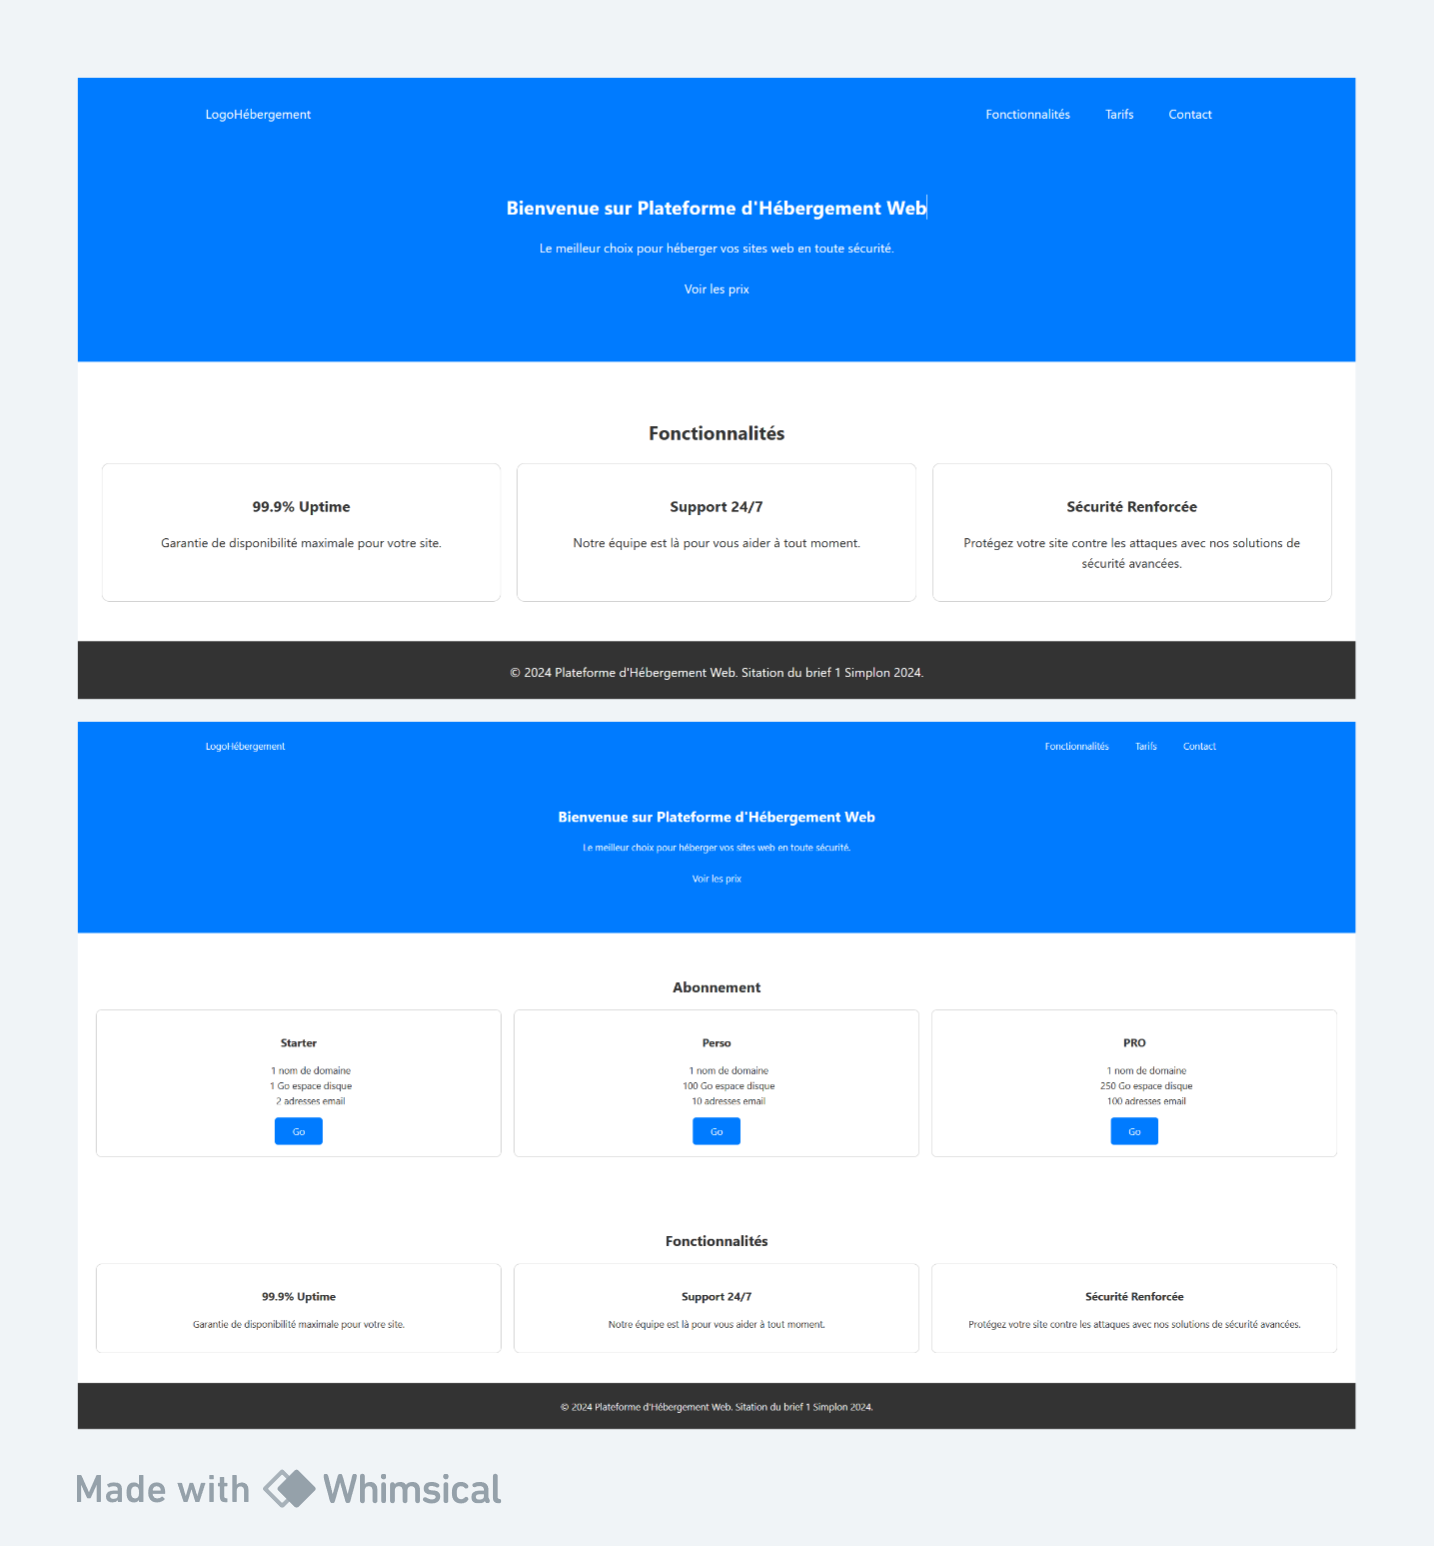 LogoHébergement
Fonctionnalités Tarifs Contact
Bienvenue sur Plateforme d'Hébergement Web
Le meilleur choix pour héberger vos sites web en toute sécurité.
Voir les prix
Fonctionnalités
99.9% Uptime
Garantie de disponibilité maximale pour votre site.
Support 24/7
Notre équipe est là pour vous aider à tout moment.
Sécurité Renforcée
Protégez votre site contre les attaques avec nos solutions de
sécurité avancées.
© 2024 Plateforme d'Hébergement Web. Sitation du brief 1 Simplon 2024.
LogoHébergement
Fonctionnalités Tarifs Contact
Bienvenue sur Plateforme d'Hébergement Web
Le meilleur choix pour héberger vos sites web en toute sécurité.
Voir les prix
Abonnement
Starter
1 nom de domaine
1 Go espace disque
2 adresses email
Go
Perso
1 nom de domaine
100 Go espace disque
10 adresses email
Go
PRO
1 nom de domaine
250 Go espace disque
100 adresses email
Go
Fonctionnalités
99.9% Uptime
Garantie de disponibilité maximale pour votre site.
Support 24/7
Notre équipe est là pour vous aider à tout moment.
Sécurité Renforcée
Protégez votre site contre les attaques avec nos solutions de sécurité avancées.
© 2024 Plateforme d'Hébergement Web. Sitation du brief 1 Simplon 2024.
Made with Whimsical